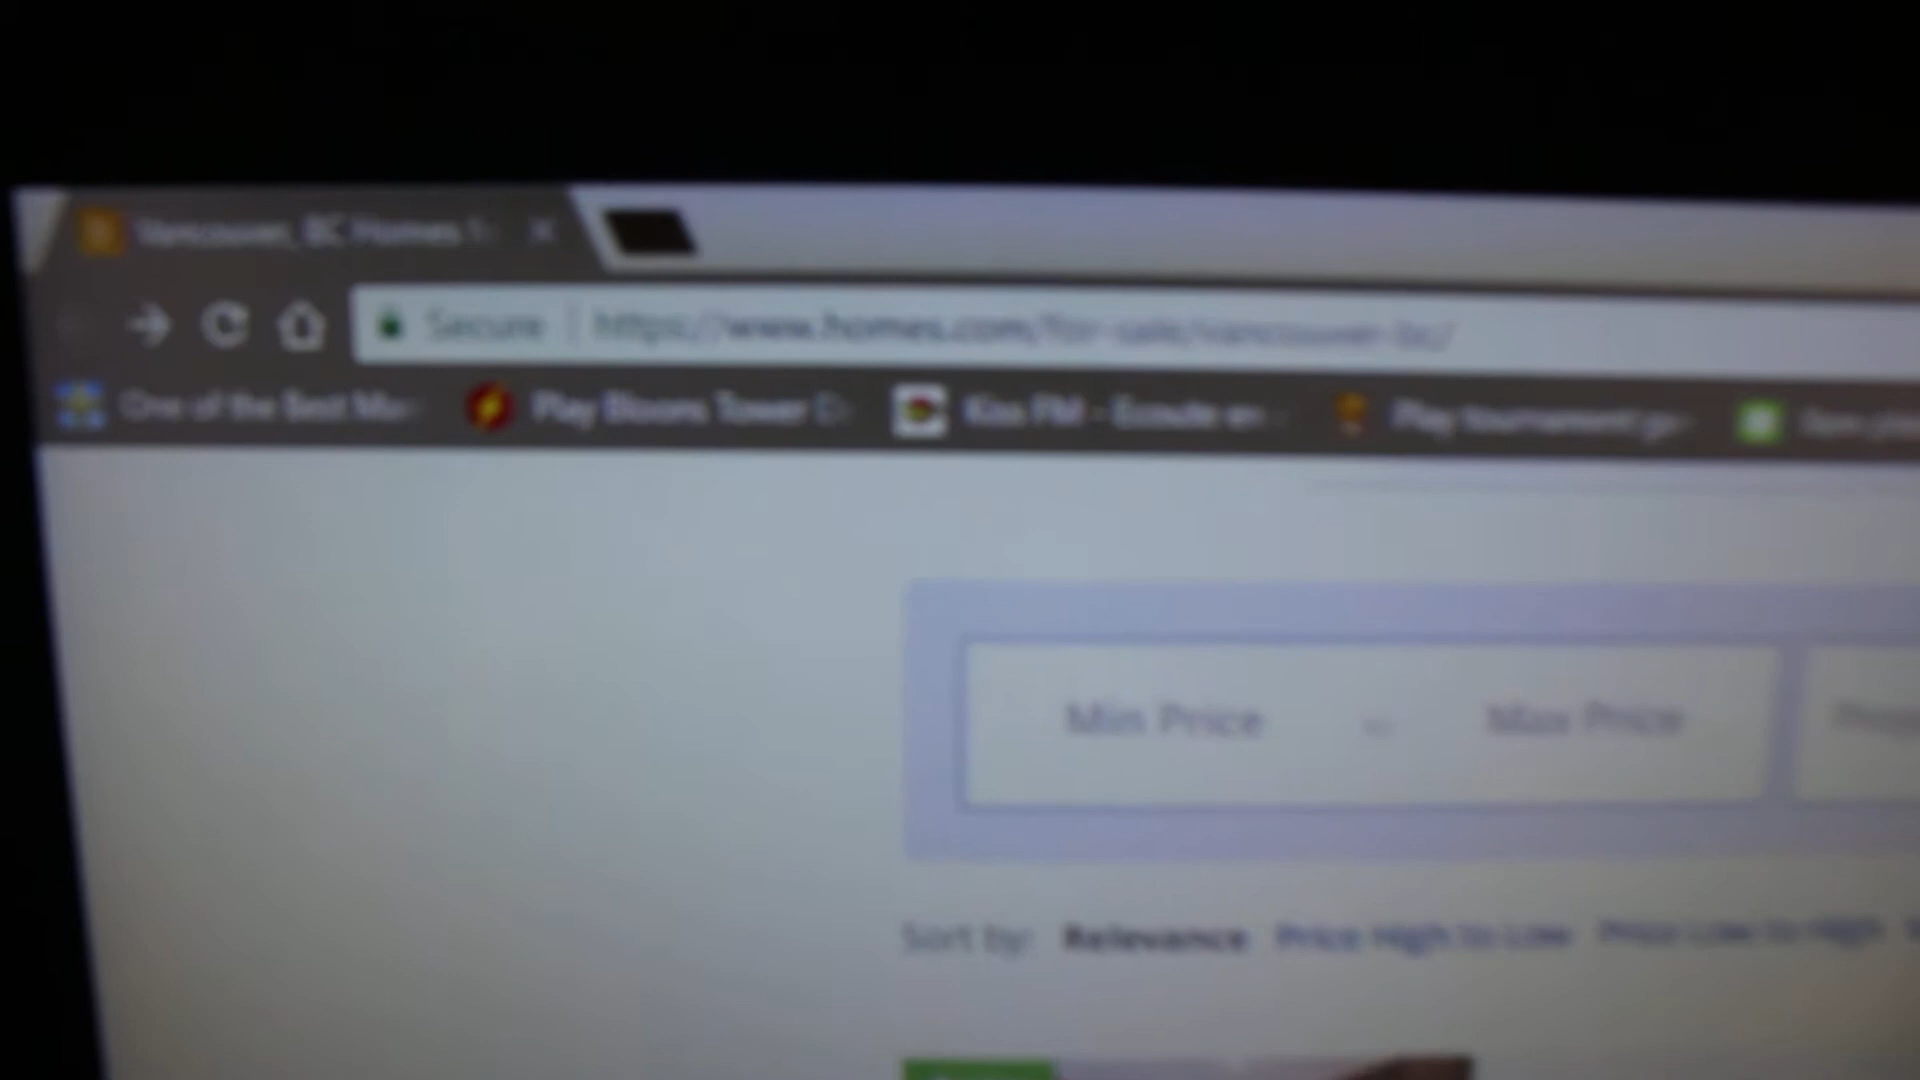 Vancouver, BC Homes f
Secure | https://www.homes.com/for-sale/vancouver-bc/
One of the Best Ma Play Bloons Tower D Kiss FM - Ecoute en Play tournament ga
Min Price - Max Price
Sort by: Relevance Price High to Low Price Low to High